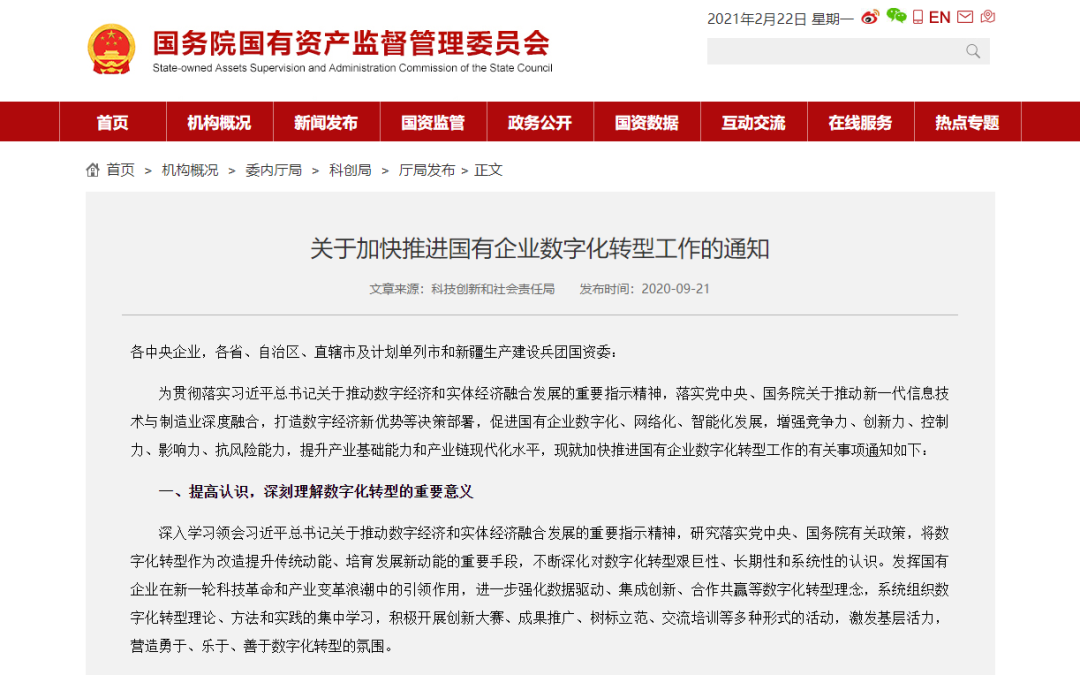 2021年2月22日 星期一
EN
国务院国有资产监督管理委员会
State-owned Assets Supervision and Administration Commission of the State Council
首页 机构概况 新闻发布 国资监管 政务公开 国资数据 互动交流 在线服务 热点专题
首页 > 机构概况 > 委内厅局 > 科创局 > 厅局发布 > 正文
关于加快推进国有企业数字化转型工作的通知
文章来源：科技创新和社会责任局 发布时间：2020-09-21
各中央企业，各省、自治区、直辖市及计划单列市和新疆生产建设兵团国资委：
为贯彻落实习近平总书记关于推动数字经济和实体经济融合发展的重要指示精神，落实党中央、国务院关于推动新一代信息技
术与制造业深度融合，打造数字经济新优势等决策部署，促进国有企业数字化、网络化、智能化发展，增强竞争力、创新力、控制
力、影响力、抗风险能力，提升产业基础能力和产业链现代化水平，现就加快推进国有企业数字化转型工作的有关事项通知如下：
一、提高认识，深刻理解数字化转型的重要意义
深入学习领会习近平总书记关于推动数字经济和实体经济融合发展的重要指示精神，研究落实党中央、国务院有关政策，将数
字化转型作为改造提升传统动能、培育发展新动能的重要手段，不断深化对数字化转型艰巨性、长期性和系统性的认识。发挥国有
企业在新一轮科技革命和产业变革浪潮中的引领作用，进一步强化数据驱动、集成创新、合作共赢等数字化转型理念，系统组织数
字化转型理论、方法和实践的集中学习，积极开展创新大赛、成果推广、树标立范、交流培训等多种形式的活动，激发基层活力，
营造勇于、乐于、善于数字化转型的氛围。